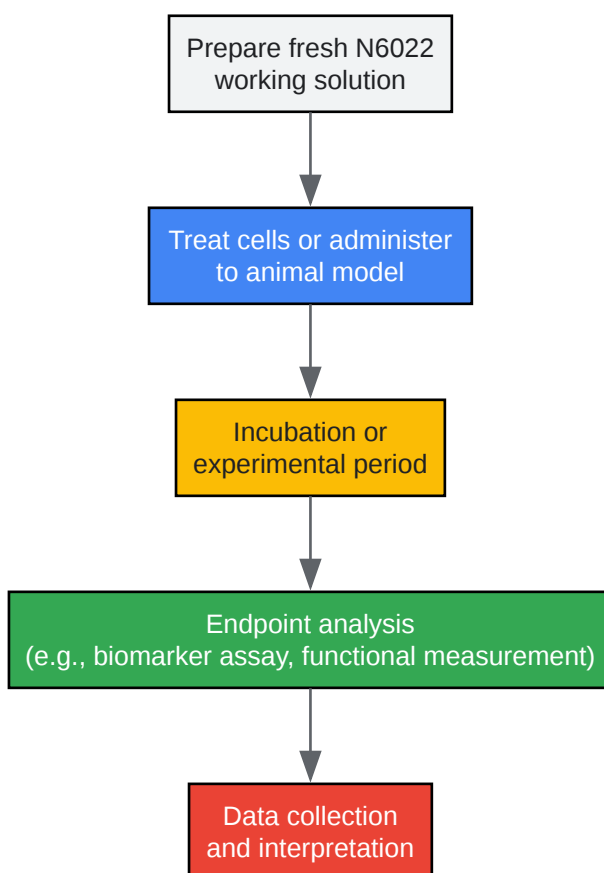 Prepare fresh N6022
working solution
Treat cells or administer
to animal model
Incubation or
experimental period
Endpoint analysis
(e.g., biomarker assay, functional measurement)
Data collection
and interpretation